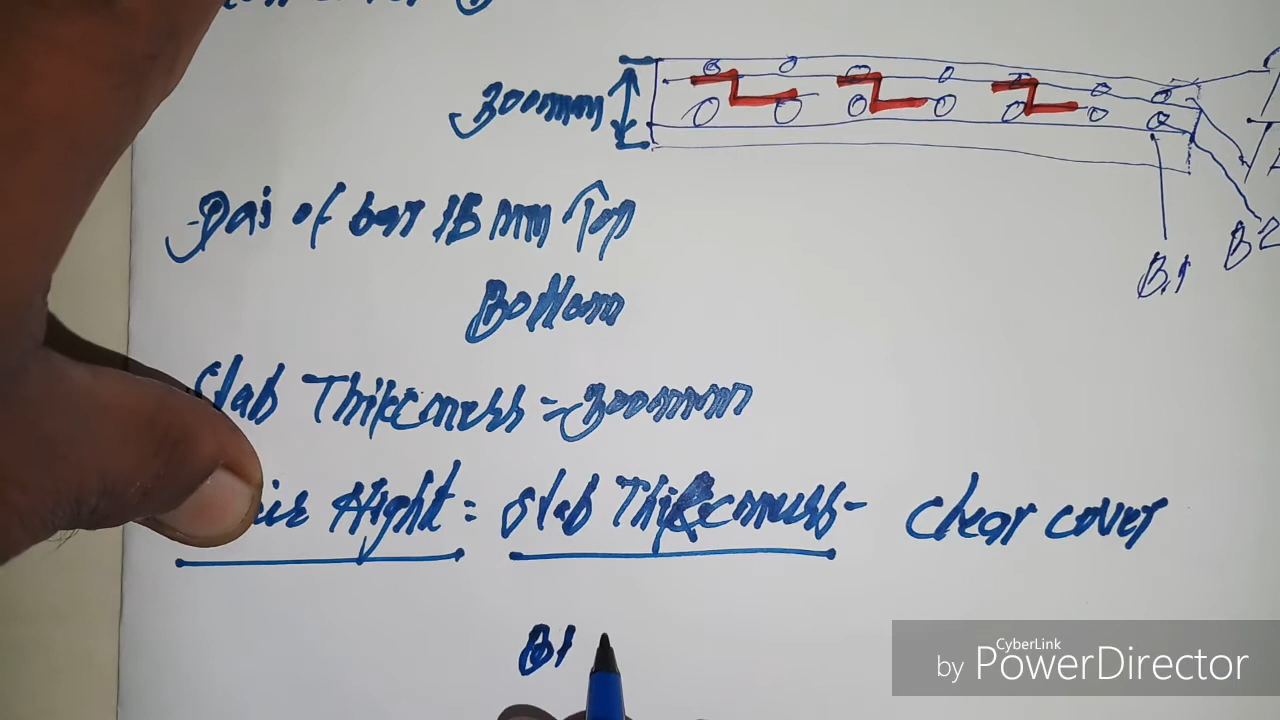 300mm
Dai of bar 16 mm Top
Bottom
B.1
B2
Slab Thikcness = 300mm
Hight = Slab Thikcness - Clear cover
B1
CyberLink
by PowerDirector